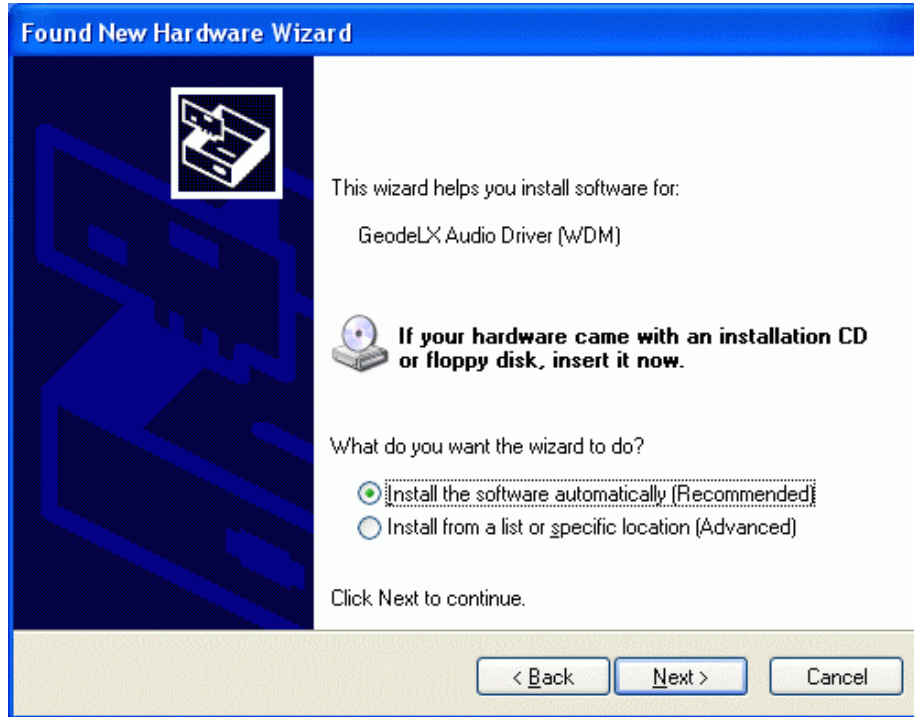 Found New Hardware Wizard
This wizard helps you install software for:
GeodeLX Audio Driver (WDM)
If your hardware came with an installation CD
or floppy disk, insert it now.
What do you want the wizard to do?
Install the software automatically (Recommended)
Install from a list or specific location (Advanced)
Click Next to continue.
< Back Next > Cancel